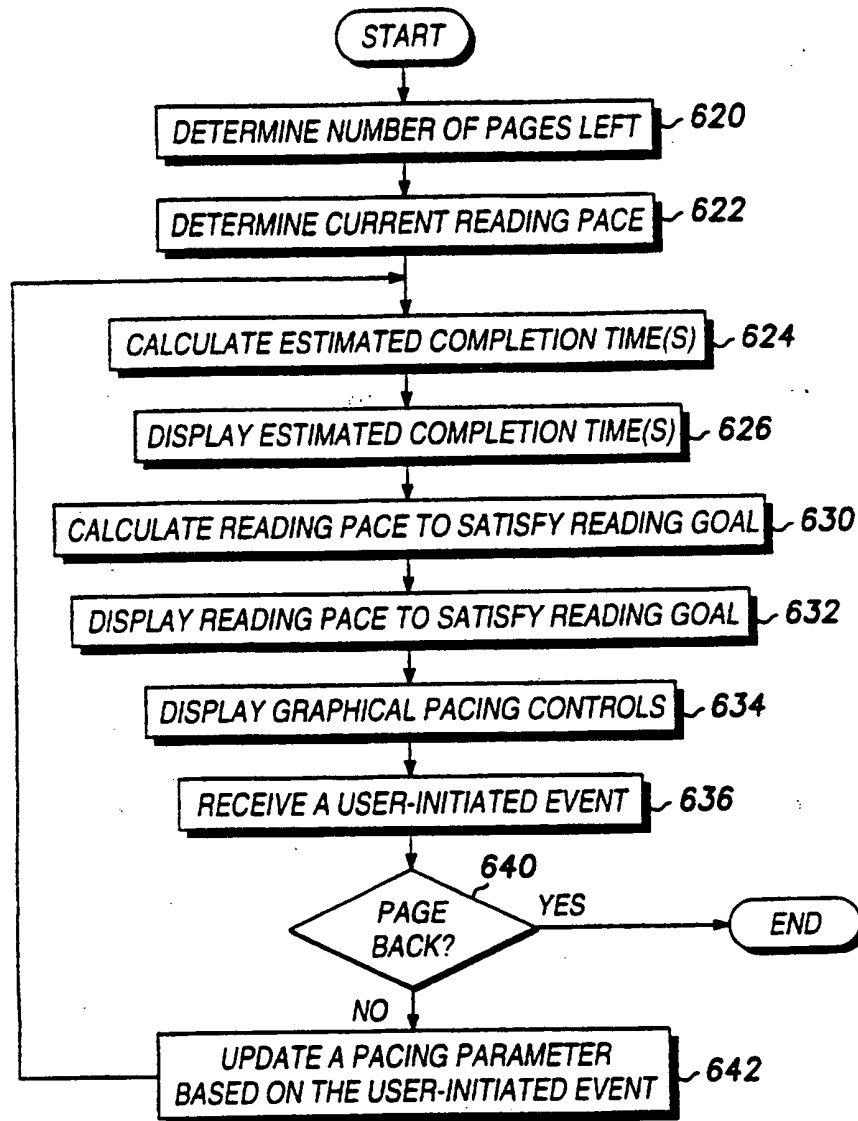 START
DETERMINE NUMBER OF PAGES LEFT 620
DETERMINE CURRENT READING PACE 622
CALCULATE ESTIMATED COMPLETION TIME(S) 624
DISPLAY ESTIMATED COMPLETION TIME(S) 626
CALCULATE READING PACE TO SATISFY READING GOAL 630
DISPLAY READING PACE TO SATISFY READING GOAL 632
DISPLAY GRAPHICAL PACING CONTROLS 634
RECEIVE A USER-INITIATED EVENT 636
640
PAGE
BACK?
YES
END
NO
UPDATE A PACING PARAMETER
BASED ON THE USER-INITIATED EVENT 642